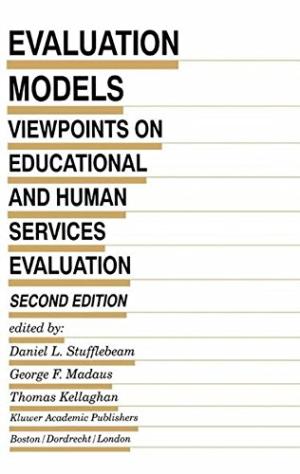 EVALUATION
MODELS
VIEWPOINTS ON
EDUCATIONAL
AND HUMAN
SERVICES
EVALUATION
SECOND EDITION
edited by:
Daniel L. Stufflebeam
George F. Madaus
Thomas Kellaghan
Kluwer Academic Publishers
Boston/Dordrecht/London